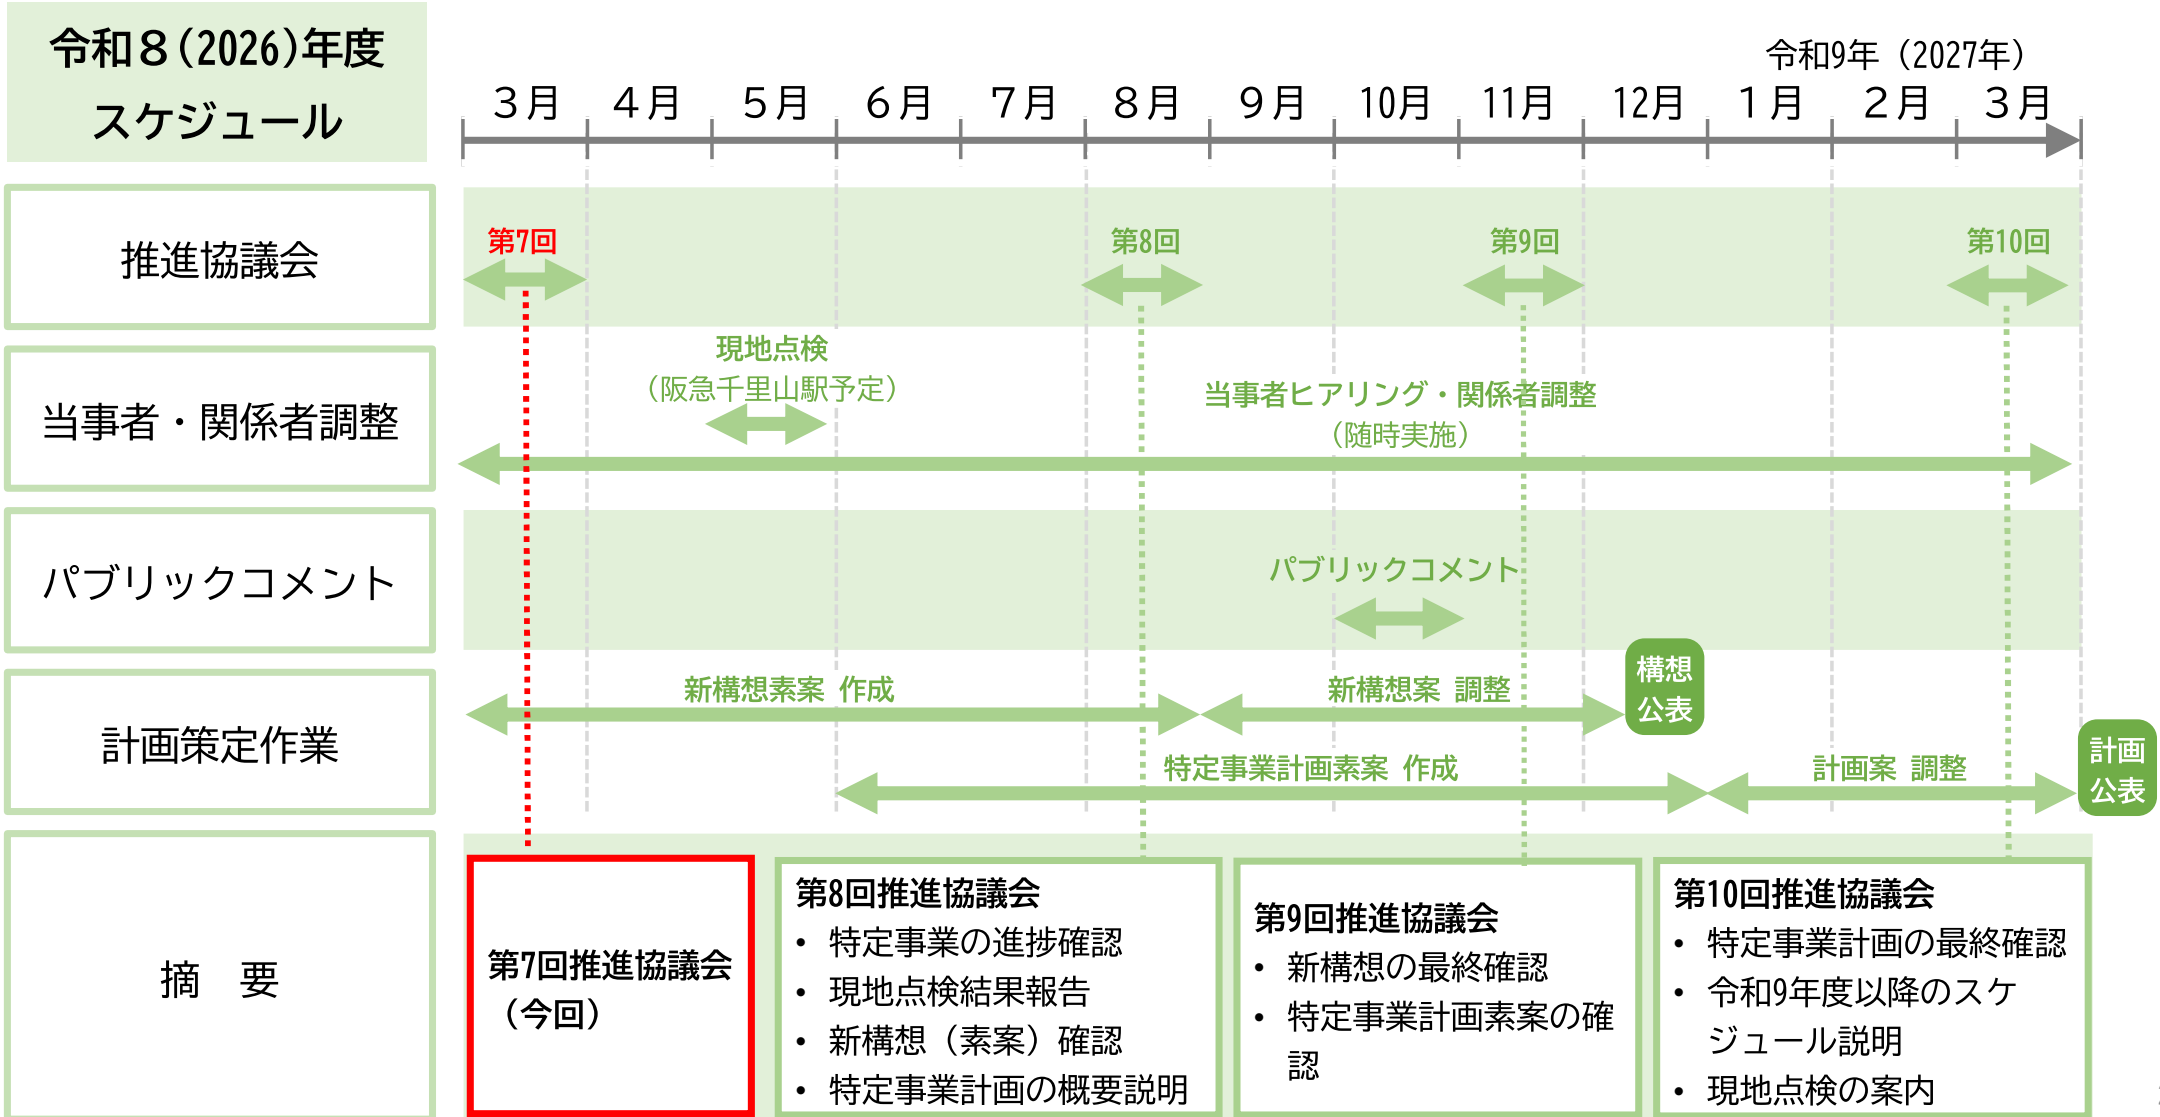 令和８(2026)年度
スケジュール
令和9年（2027年）
３月 ４月 ５月 ６月 ７月 ８月 ９月 10月 11月 12月 １月 ２月 ３月
推進協議会
第7回 第8回 第9回 第10回
当事者・関係者調整
現地点検
（阪急千里山駅予定）
当事者ヒアリング・関係者調整
（随時実施）
パブリックコメント
パブリックコメント
計画策定作業
新構想素案 作成
新構想案 調整
構想
公表
特定事業計画素案 作成
計画案 調整
計画
公表
摘　要
第7回推進協議会
（今回）
第8回推進協議会
• 特定事業の進捗確認
• 現地点検結果報告
• 新構想（素案）確認
• 特定事業計画の概要説明
第9回推進協議会
• 新構想の最終確認
• 特定事業計画素案の確
認
第10回推進協議会
• 特定事業計画の最終確認
• 令和9年度以降のスケ
ジュール説明
• 現地点検の案内